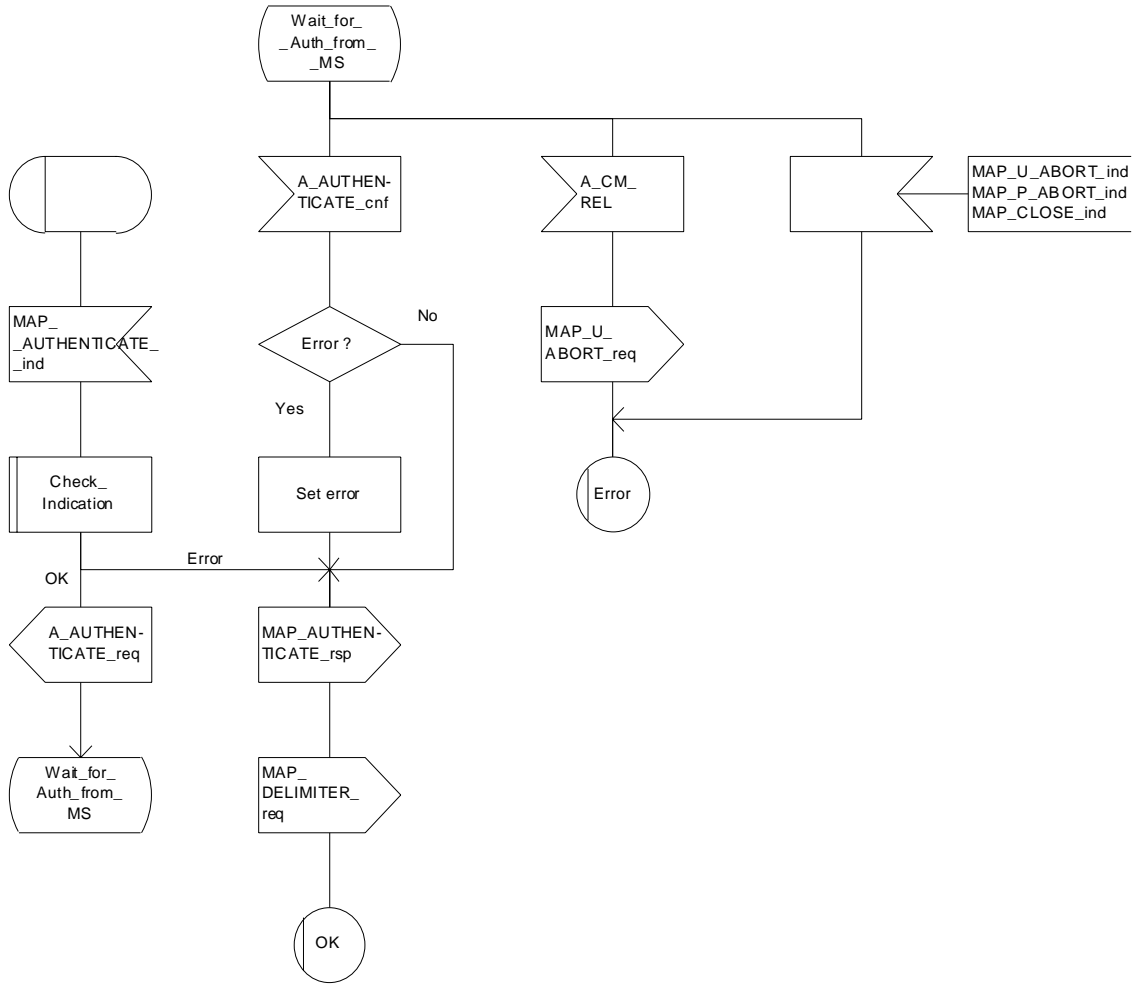 Wait_for_
_Auth_from_
_MS
A_AUTHEN-
TICATE_cnf
A_CM_
REL
MAP_U_ABORT_ind
MAP_P_ABORT_ind
MAP_CLOSE_ind
MAP_
_AUTHENTICATE_
_ind
Error ?
No
Yes
MAP_U_
ABORT_req
Check_
Indication
Set error
Error
Error
OK
A_AUTHEN-
TICATE_req
MAP_AUTHEN-
TICATE_rsp
Wait_for_
Auth_from_
MS
MAP_
DELIMITER_
req
OK